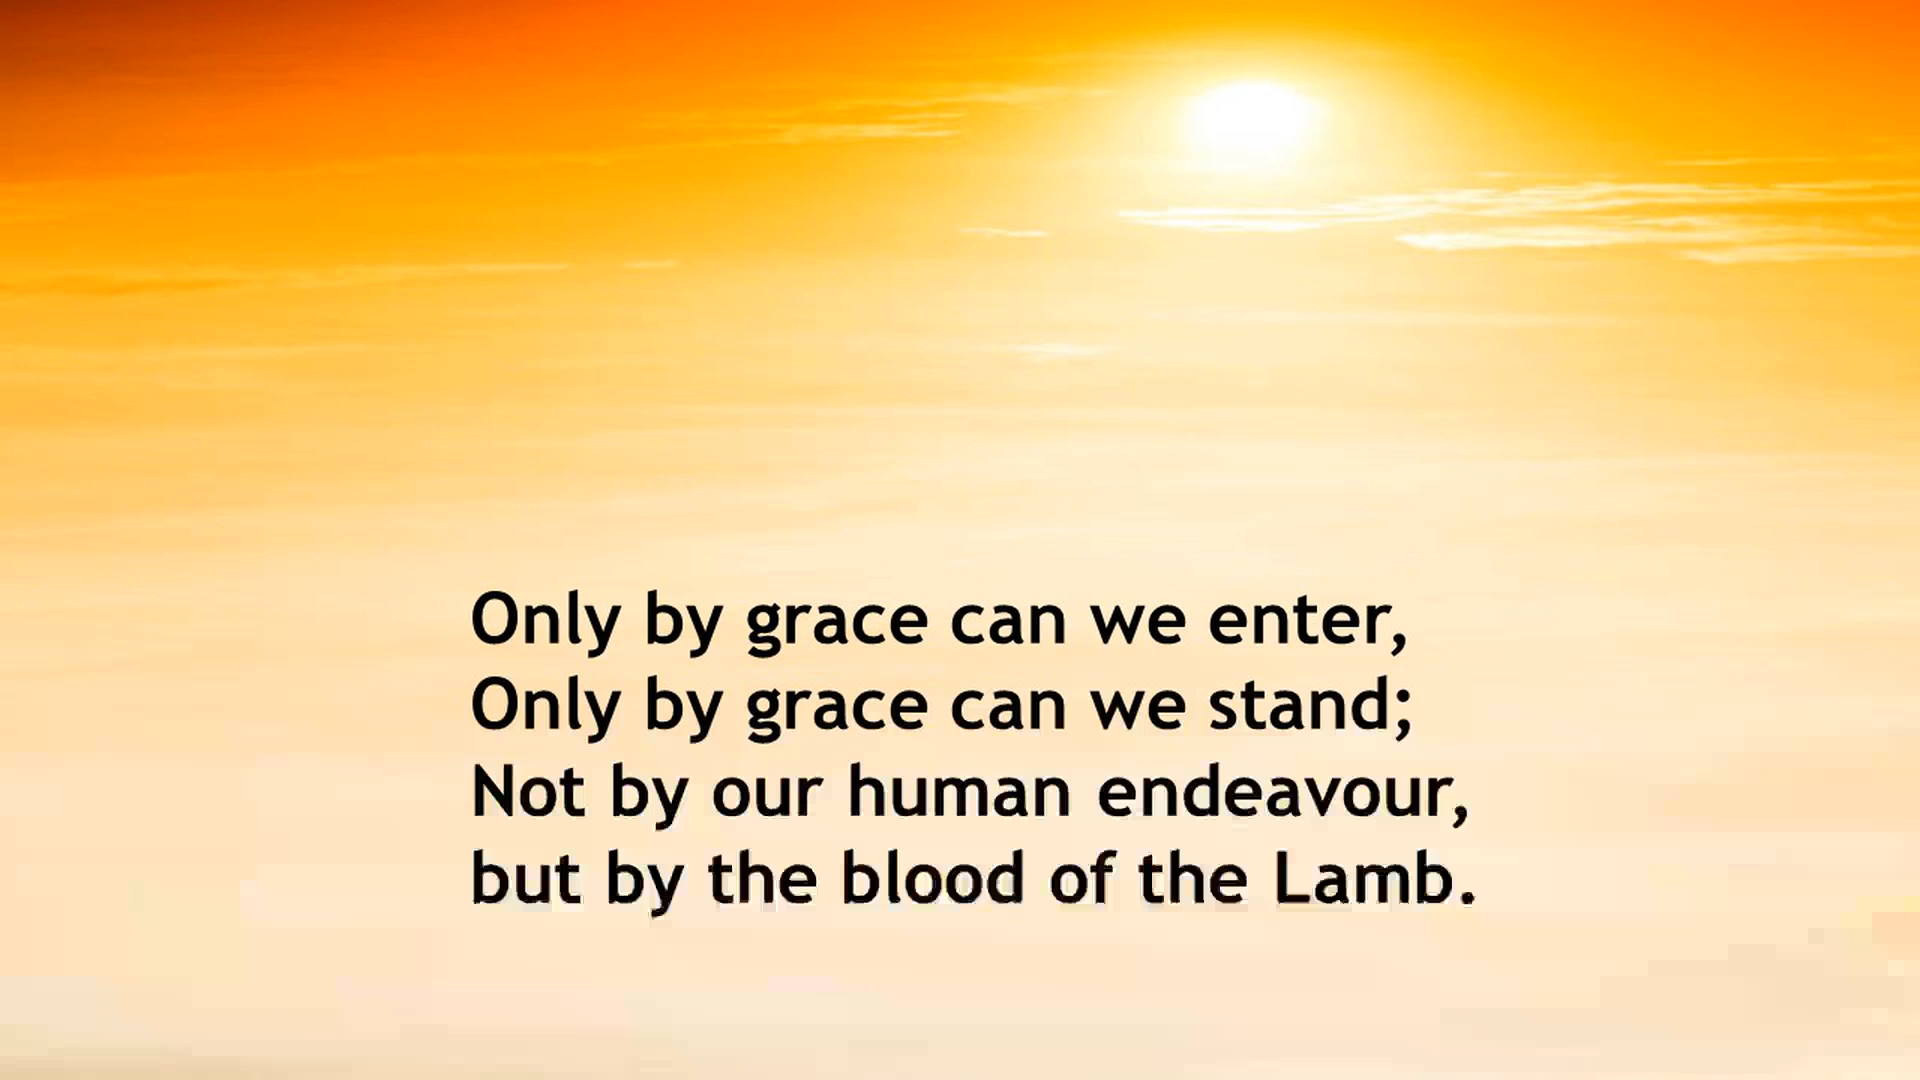 Only by grace can we enter,
Only by grace can we stand;
Not by our human endeavour,
but by the blood of the Lamb.